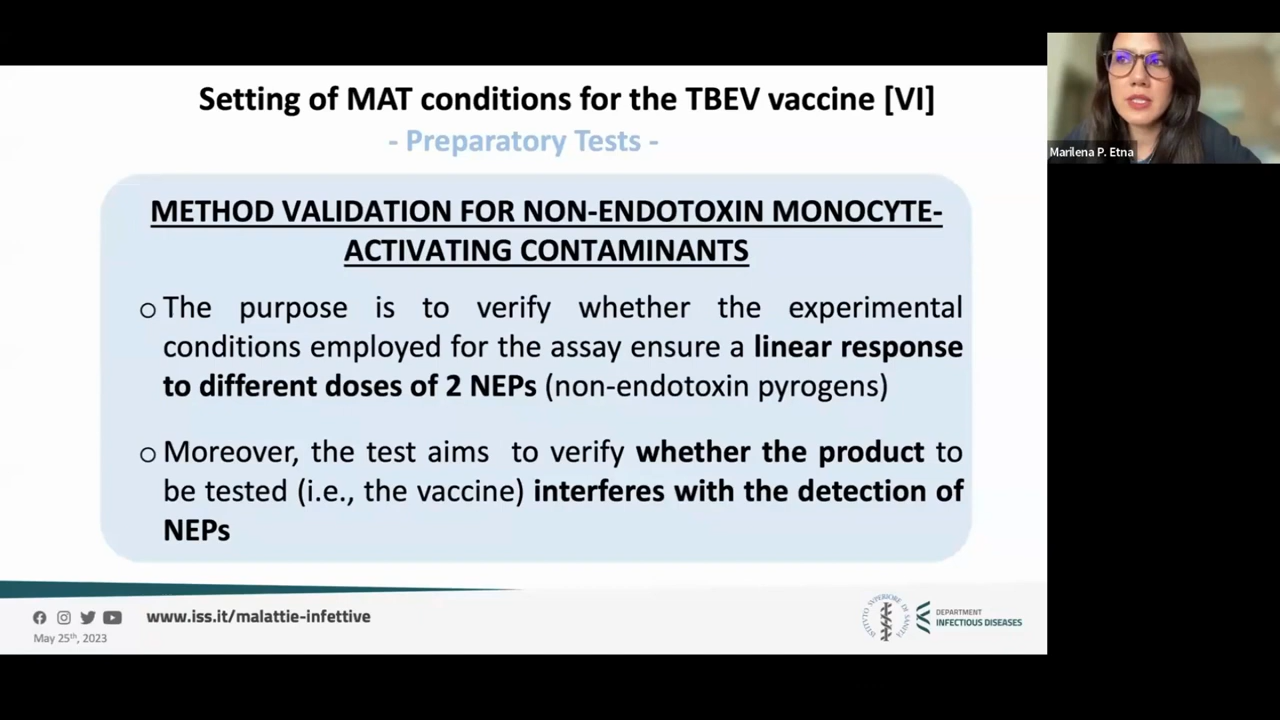 Setting of MAT conditions for the TBEV vaccine [VI]
- Preparatory Tests -
METHOD VALIDATION FOR NON-ENDOTOXIN MONOCYTE-
ACTIVATING CONTAMINANTS
o The purpose is to verify whether the experimental
conditions employed for the assay ensure a linear response
to different doses of 2 NEPs (non-endotoxin pyrogens)
o Moreover, the test aims to verify whether the product to
be tested (i.e., the vaccine) interferes with the detection of
NEPs
www.iss.it/malattie-infettive
May 25th, 2023
ISTITUTO SUPERIORE DI SANITÀ
DEPARTMENT
INFECTIOUS DISEASES
Marilena P. Etna